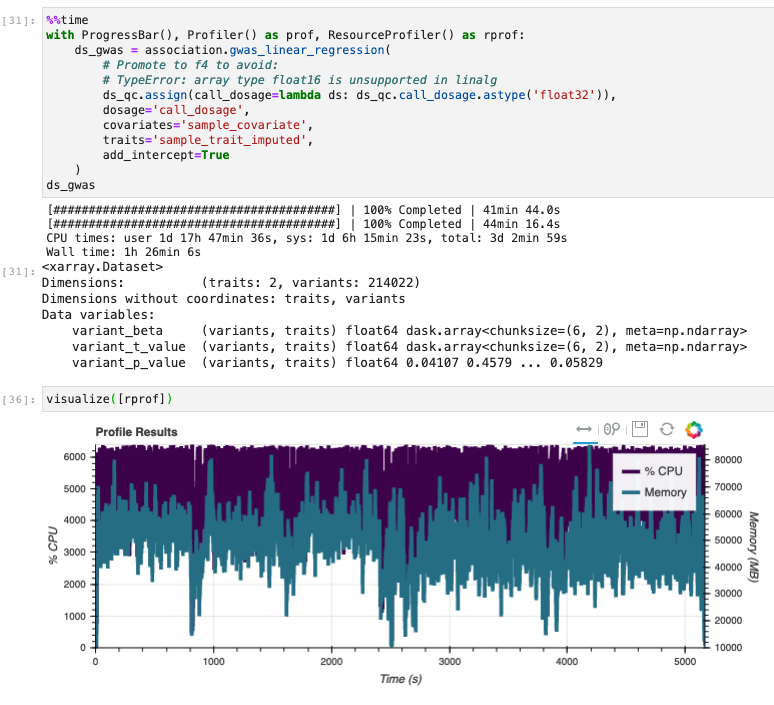 [31]:
%%time
with ProgressBar(), Profiler() as prof, ResourceProfiler() as rprof:
    ds_gwas = association.gwas_linear_regression(
        # Promote to f4 to avoid:
        # TypeError: array type float16 is unsupported in linalg
        ds_qc.assign(call_dosage=lambda ds: ds_qc.call_dosage.astype('float32')),
        dosage='call_dosage',
        covariates='sample_covariate',
        traits='sample_trait_imputed',
        add_intercept=True
    )
ds_gwas
[########################################] | 100% Completed | 41min 44.0s
[########################################] | 100% Completed | 44min 16.4s
CPU times: user 1d 17h 47min 36s, sys: 1d 6h 15min 23s, total: 3d 2min 59s
Wall time: 1h 26min 6s
[31]:
<xarray.Dataset>
Dimensions:          (traits: 2, variants: 214022)
Dimensions without coordinates: traits, variants
Data variables:
    variant_beta     (variants, traits) float64 dask.array<chunksize=(6, 2), meta=np.ndarray>
    variant_t_value  (variants, traits) float64 dask.array<chunksize=(6, 2), meta=np.ndarray>
    variant_p_value  (variants, traits) float64 0.04107 0.4579 ... 0.05829
[36]:
visualize([rprof])
Profile Results
% CPU
Memory
6000
5000
4000
3000
2000
1000
0
% CPU
80000
70000
60000
50000
40000
30000
20000
10000
Memory (MB)
0 1000 2000 3000 4000 5000
Time (s)